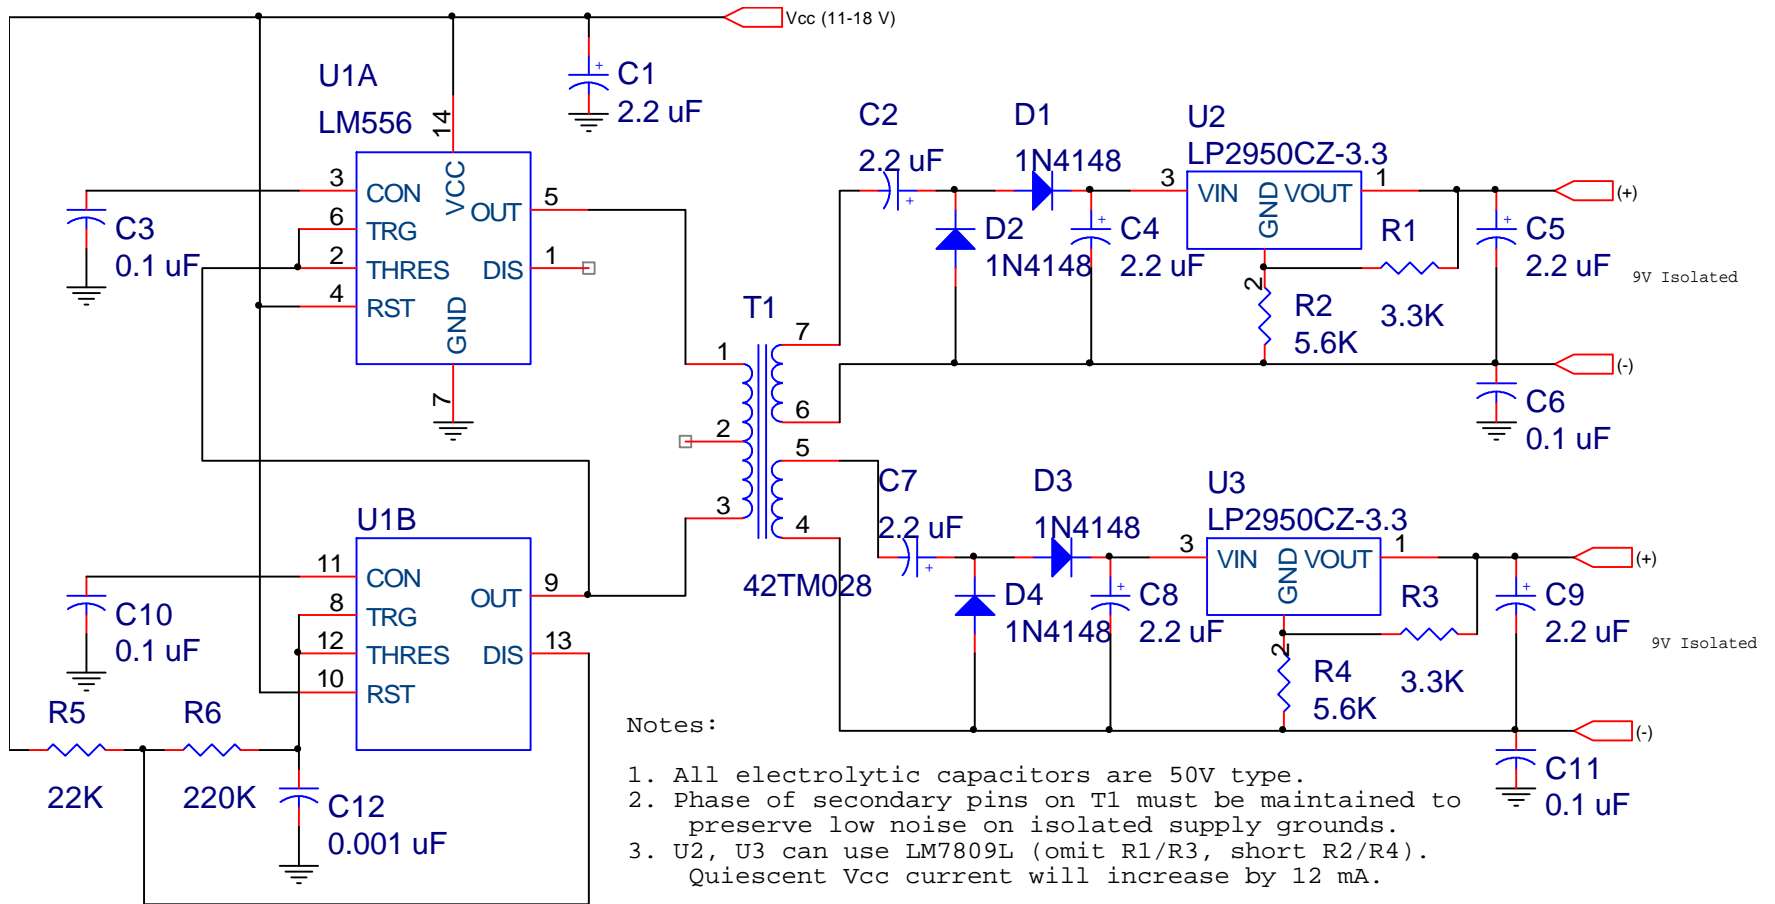 Vcc (11-18 V)
U1A
LM556
C1
2.2 uF
14
3
CON
VCC
OUT
5
6
TRG
2
THRES
DIS
1
4
RST
GND
7
C3
0.1 uF
C2
2.2 uF
D1
1N4148
U2
LP2950CZ-3.3
3
VIN
GND
VOUT
1
(+)
D2
1N4148
C4
2.2 uF
R1
3.3K
C5
2.2 uF
9V Isolated
2
R2
5.6K
(-)
C6
0.1 uF
T1
1
2
3
7
6
5
4
42TM028
U1B
11
CON
OUT
9
8
TRG
12
THRES
DIS
13
10
RST
C10
0.1 uF
R5
22K
R6
220K
C12
0.001 uF
C7
2.2 uF
D3
1N4148
U3
LP2950CZ-3.3
3
VIN
GND
VOUT
1
(+)
D4
1N4148
C8
2.2 uF
R3
3.3K
C9
2.2 uF
9V Isolated
2
R4
5.6K
(-)
C11
0.1 uF
Notes:
1. All electrolytic capacitors are 50V type.
2. Phase of secondary pins on T1 must be maintained to
preserve low noise on isolated supply grounds.
3. U2, U3 can use LM7809L (omit R1/R3, short R2/R4).
Quiescent Vcc current will increase by 12 mA.